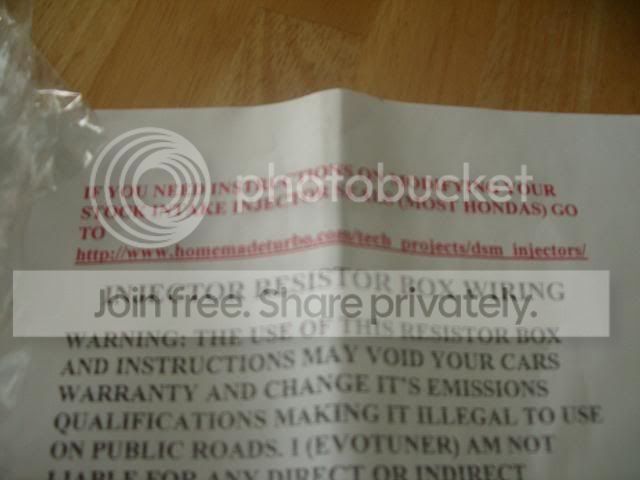 IF YOU NEED INSTRUCTIONS ON MODIFYING YOUR
STOCK INTAKE (MOST HONDAS) GO
TO
http://www.homemadeturbo.com/tech_projects/dsm_injectors/
INJECTOR RESISTOR BOX WIRING
WARNING: THE USE OF THIS RESISTOR BOX
AND INSTRUCTIONS MAY VOID YOUR CARS
WARRANTY AND CHANGE IT'S EMISSIONS
QUALIFICATIONS MAKING IT ILLEGAL TO USE
ON PUBLIC ROADS. I (EVOTUNER) AM NOT
LIABLE FOR ANY DIRECT OR INDIRECT
photobucket
Join free. Share privately.